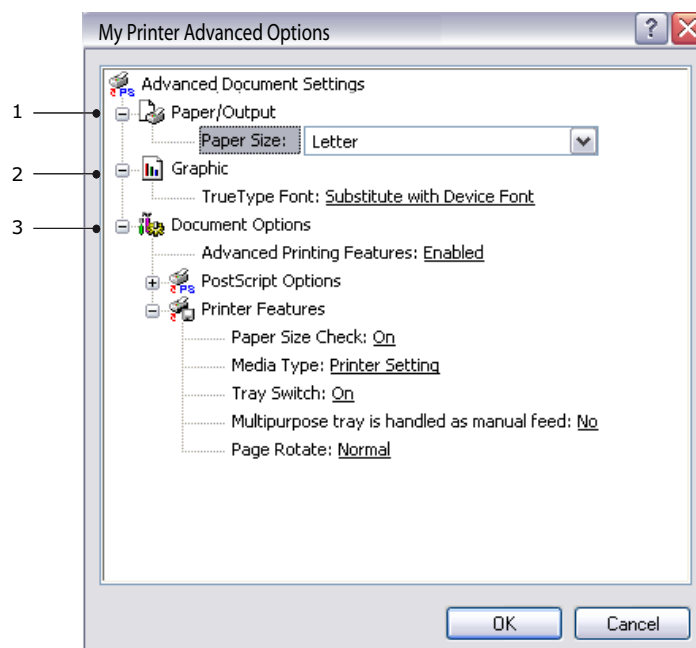 My Printer Advanced Options
Advanced Document Settings
1
Paper/Output
Paper Size: Letter
2
Graphic
TrueType Font: Substitute with Device Font
3
Document Options
Advanced Printing Features: Enabled
PostScript Options
Printer Features
Paper Size Check: On
Media Type: Printer Setting
Tray Switch: On
Multipurpose tray is handled as manual feed: No
Page Rotate: Normal
OK Cancel